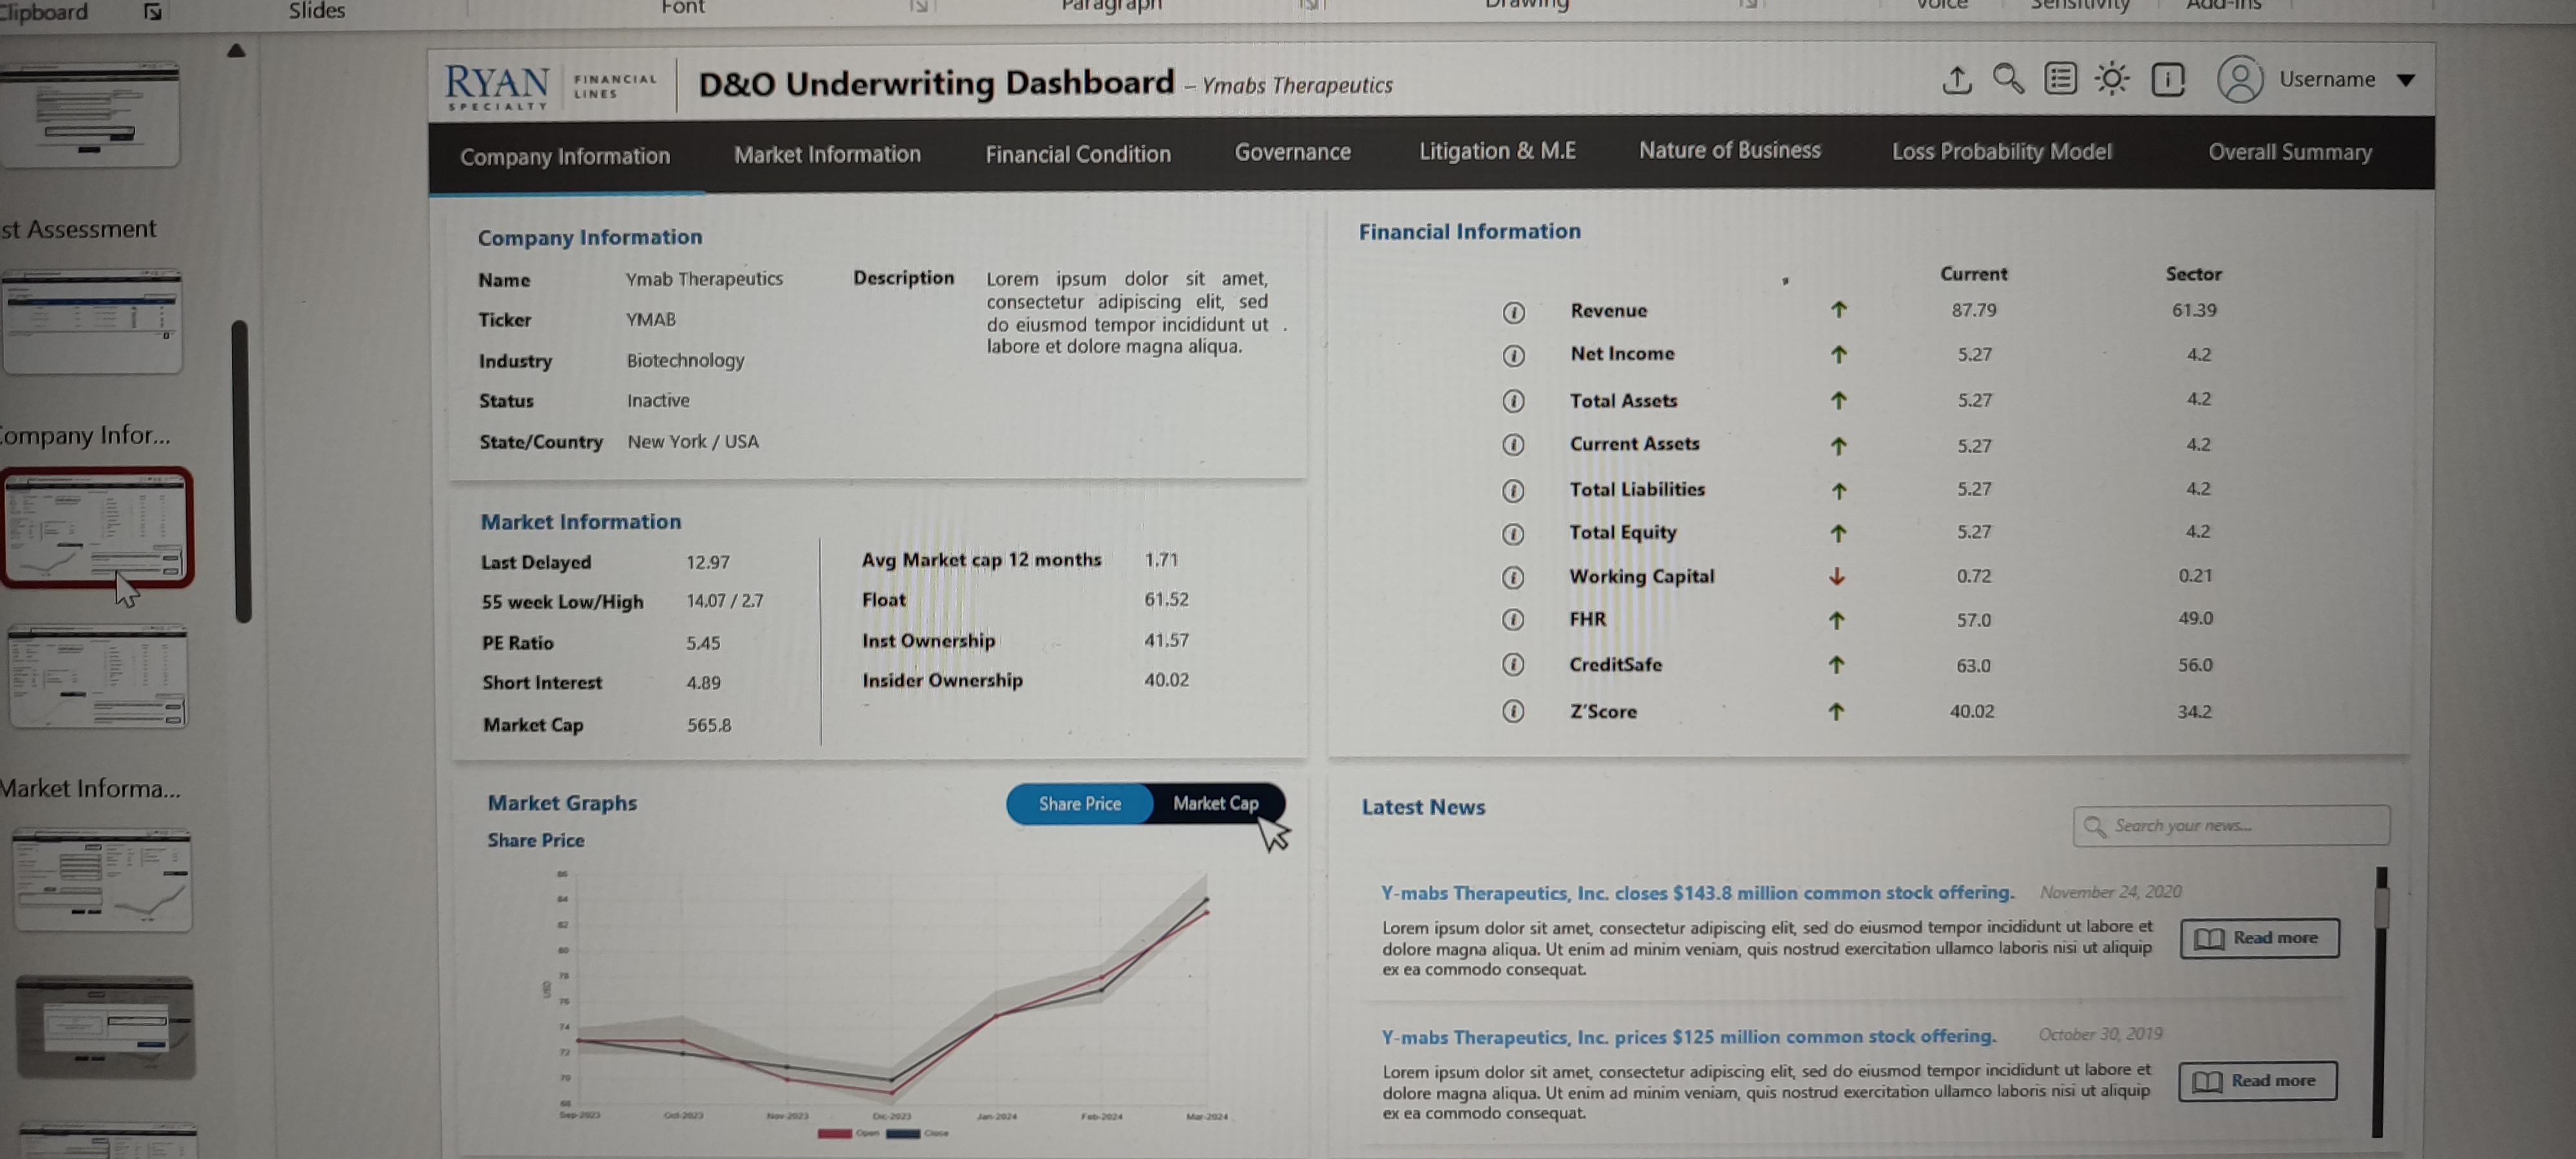 Clipboard
Slides
Font
Paragraph
Drawing
Voice
Sensitivity
Add-ins
st Assessment
ompany Infor...
Market Informa...
RYAN
SPECIALTY
FINANCIAL
LINES
D&O Underwriting Dashboard – Ymabs Therapeutics
Username
Company Information Market Information Financial Condition Governance Litigation & M.E Nature of Business Loss Probability Model Overall Summary
Company Information
Name Ymab Therapeutics
Ticker YMAB
Industry Biotechnology
Status Inactive
State/Country New York / USA
Description
Lorem ipsum dolor sit amet,
consectetur adipiscing elit, sed
do eiusmod tempor incididunt ut .
labore et dolore magna aliqua.
Financial Information
Current Sector
Revenue 87.79 61.39
Net Income 5.27 4.2
Total Assets 5.27 4.2
Current Assets 5.27 4.2
Total Liabilities 5.27 4.2
Total Equity 5.27 4.2
Working Capital 0.72 0.21
FHR 57.0 49.0
CreditSafe 63.0 56.0
Z'Score 40.02 34.2
Market Information
Last Delayed 12.97
55 week Low/High 14.07 / 2.7
PE Ratio 5.45
Short Interest 4.89
Market Cap 565.8
Avg Market cap 12 months 1.71
Float 61.52
Inst Ownership 41.57
Insider Ownership 40.02
Market Graphs
Share Price Market Cap
Share Price
USD
86
84
82
80
78
76
74
72
70
68
Sep-2023 Oct-2023 Nov-2023 Dic-2023 Jan-2024 Feb-2024 Mar-2024
Open Close
Latest News
Search your news...
Y-mabs Therapeutics, Inc. closes $143.8 million common stock offering. November 24, 2020
Lorem ipsum dolor sit amet, consectetur adipiscing elit, sed do eiusmod tempor incididunt ut labore et
dolore magna aliqua. Ut enim ad minim veniam, quis nostrud exercitation ullamco laboris nisi ut aliquip
ex ea commodo consequat.
Read more
Y-mabs Therapeutics, Inc. prices $125 million common stock offering. October 30, 2019
Lorem ipsum dolor sit amet, consectetur adipiscing elit, sed do eiusmod tempor incididunt ut labore et
dolore magna aliqua. Ut enim ad minim veniam, quis nostrud exercitation ullamco laboris nisi ut aliquip
ex ea commodo consequat.
Read more